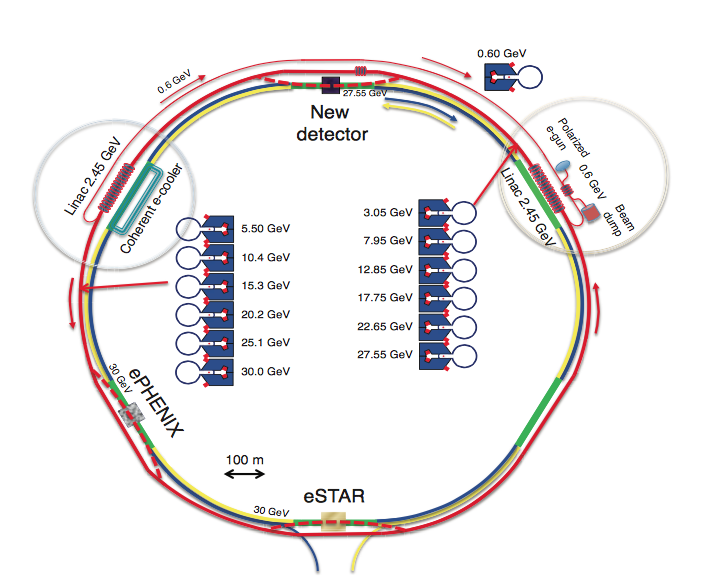 0.60 GeV
0.6 GeV
27.55 GeV
New
detector
Linac 2.45 GeV
Coherent e-cooler
Polarized
e-gun
0.6 GeV
Beam
dump
Linac 2.45 GeV
5.50 GeV
10.4 GeV
15.3 GeV
20.2 GeV
25.1 GeV
30.0 GeV
3.05 GeV
7.95 GeV
12.85 GeV
17.75 GeV
22.65 GeV
27.55 GeV
30 GeV
ePHENIX
100 m
eSTAR
30 GeV